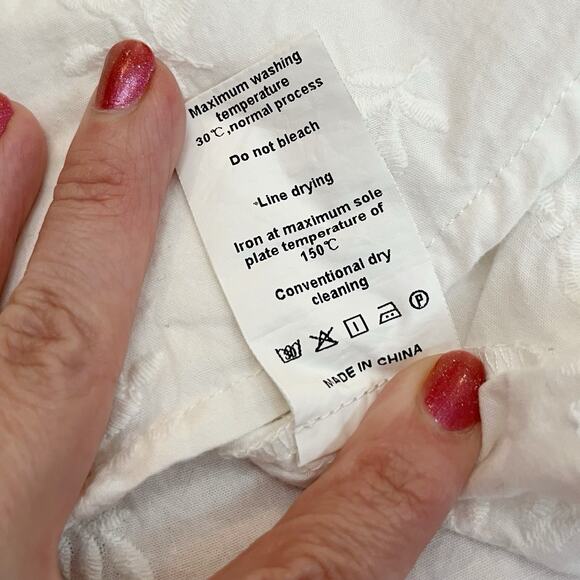 Maximum washing
temperature
30℃,normal process
Do not bleach
Line drying
Iron at maximum sole
plate temperature of
150℃
Conventional dry
cleaning
30 P
MADE IN CHINA